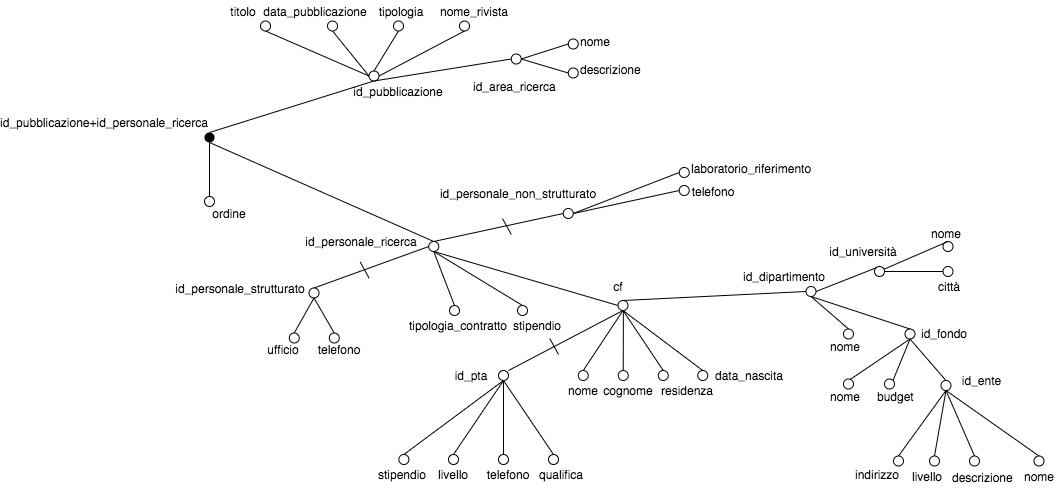 titolo data_pubblicazione tipologia nome_rivista
nome
descrizione
id_area_ricerca
id_pubblicazione
id_pubblicazione+id_personale_ricerca
laboratorio_riferimento
id_personale_non_strutturato
telefono
ordine
nome
id_personale_ricerca
id_università
id_dipartimento
città
id_personale_strutturato
cf
tipologia_contratto stipendio
id_fondo
ufficio telefono
nome
id_pta
data_nascita
id_ente
nome cognome residenza
nome budget
stipendio livello telefono qualifica
indirizzo livello descrizione nome